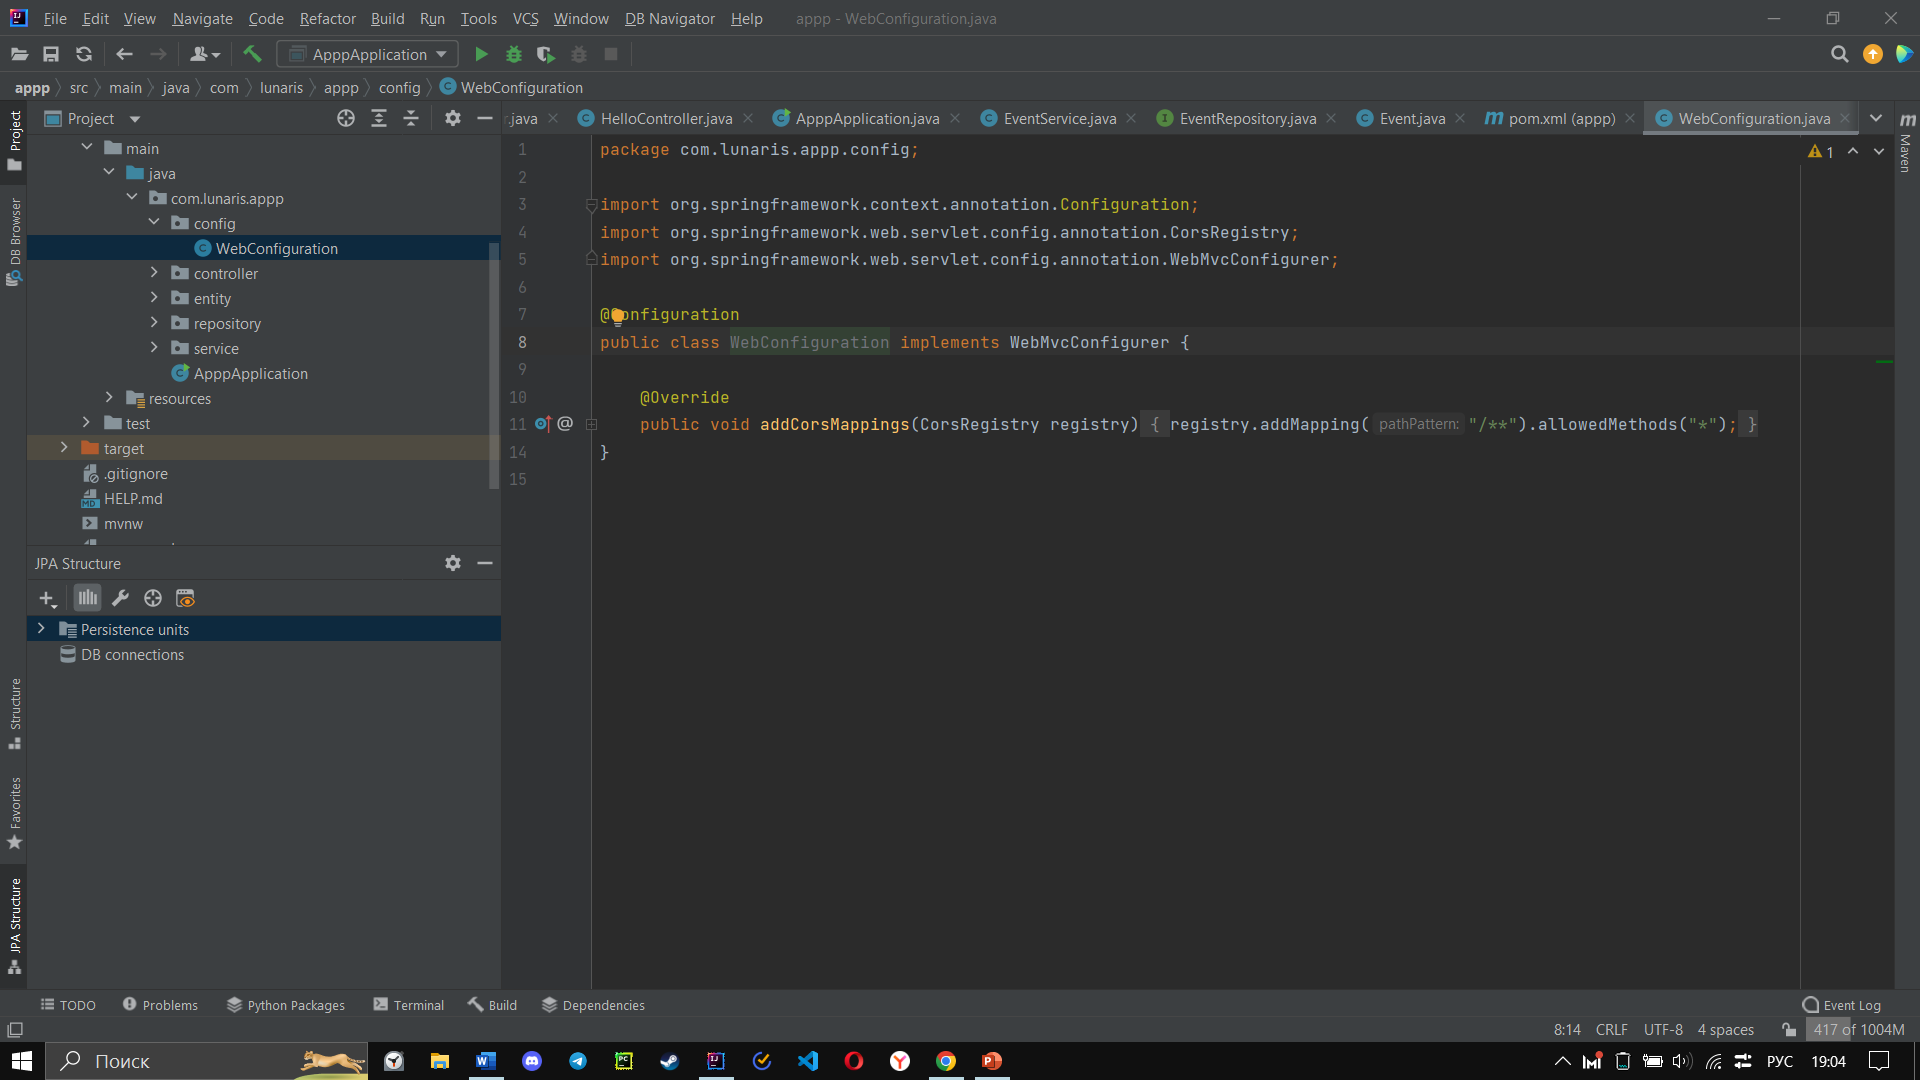 File Edit View Navigate Code Refactor Build Run Tools VCS Window DB Navigator Help appp - WebConfiguration.java
AppApplication
appp src main java com lunaris appp config WebConfiguration
Project
.java HelloController.java ApppApplication.java EventService.java EventRepository.java Event.java pom.xml (appp) WebConfiguration.java
main
java
com.lunaris.appp
config
WebConfiguration
controller
entity
repository
service
ApppApplication
resources
test
target
.gitignore
HELP.md
mvnw
1 package com.lunaris.appp.config;
2
3 import org.springframework.context.annotation.Configuration;
4 import org.springframework.web.servlet.config.annotation.CorsRegistry;
5 import org.springframework.web.servlet.config.annotation.WebMvcConfigurer;
6
7 @Configuration
8 public class WebConfiguration implements WebMvcConfigurer {
9
10 @Override
11 public void addCorsMappings(CorsRegistry registry) { registry.addMapping( pathPattern: "/**").allowedMethods("*"); }
14 }
15
1
Maven
Project
DB Browser
Structure
Favorites
JPA Structure
JPA Structure
Persistence units
DB connections
TODO Problems Python Packages Terminal Build Dependencies Event Log
8:14 CRLF UTF-8 4 spaces 417 of 1004M
Поиск РУС 19:04